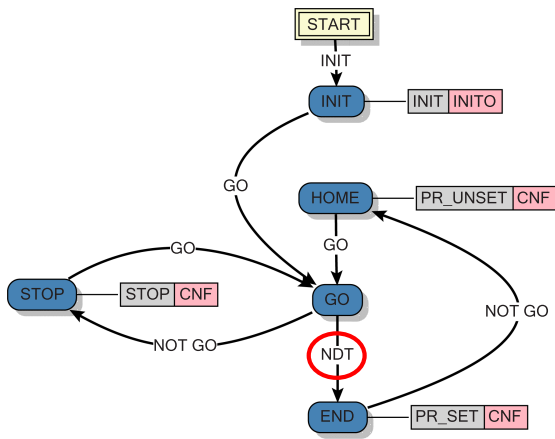 START
INIT
INIT
INIT INITO
GO
HOME
PR_UNSET CNF
GO
GO
STOP
STOP CNF
GO
NOT GO
NOT GO
NDT
END
PR_SET CNF